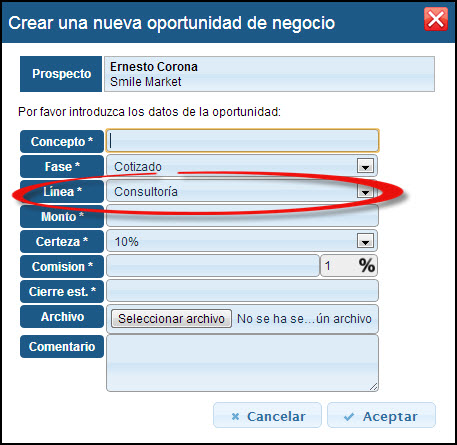 Crear una nueva oportunidad de negocio
Prospecto
Ernesto Corona
Smile Market
Por favor introduzca los datos de la oportunidad:
Concepto *
Fase * Cotizado
Línea * Consultoría
Monto *
Certeza * 10%
Comision * 1 %
Cierre est. *
Archivo Seleccionar archivo No se ha se...ún archivo
Comentario
Cancelar Aceptar